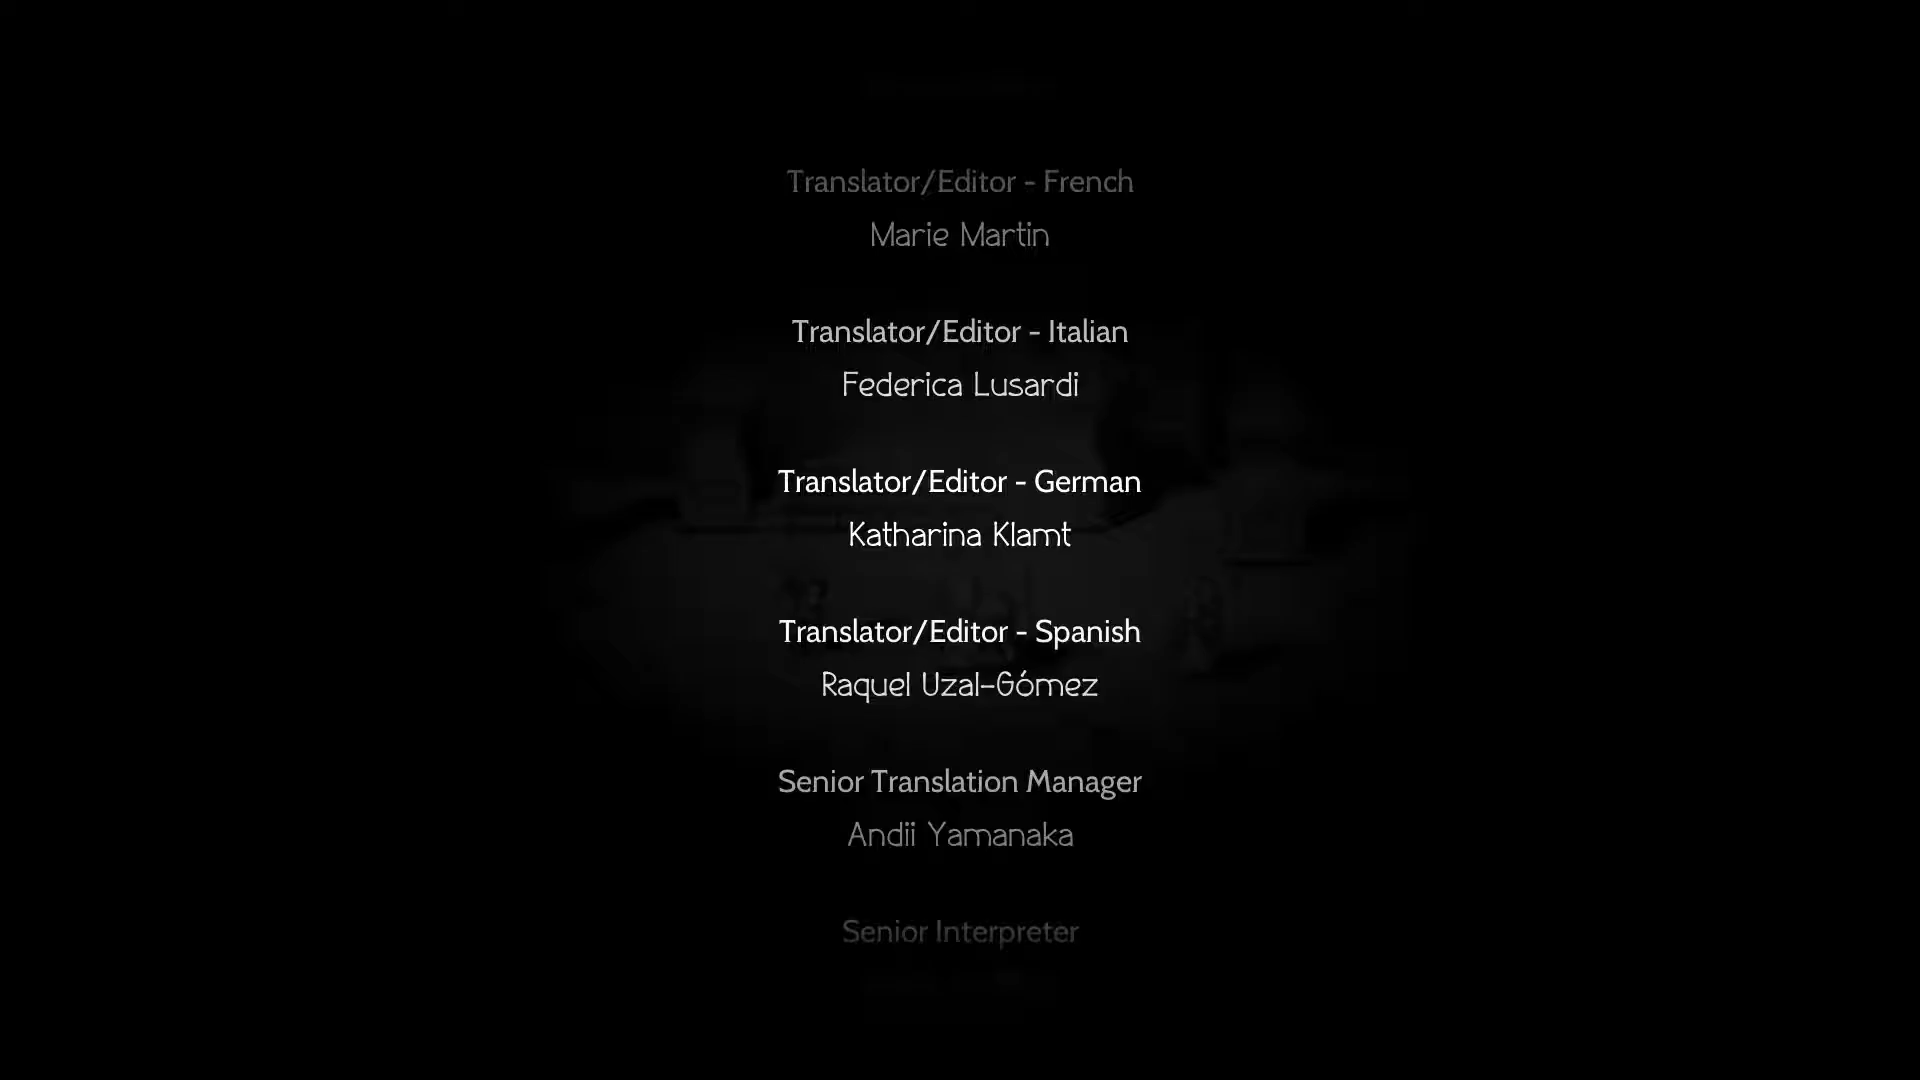 Translator/Editor - French
Marie Martin
Translator/Editor - Italian
Federica Lusardi
Translator/Editor - German
Katharina Klamt
Translator/Editor - Spanish
Raquel Uzal-Gómez
Senior Translation Manager
Andii Yamanaka
Senior Interpreter